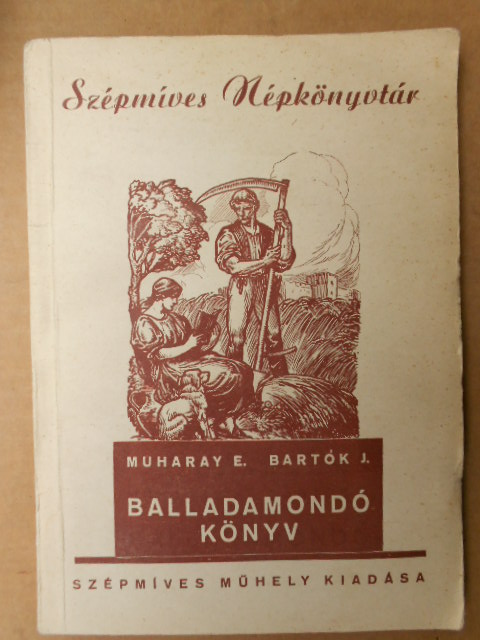 Szépmíves Népkönyvtár
MUHARAY E. BARTÓK J.
BALLADAMONDÓ
KÖNYV
SZÉPMÍVES MŰHELY KIADÁSA